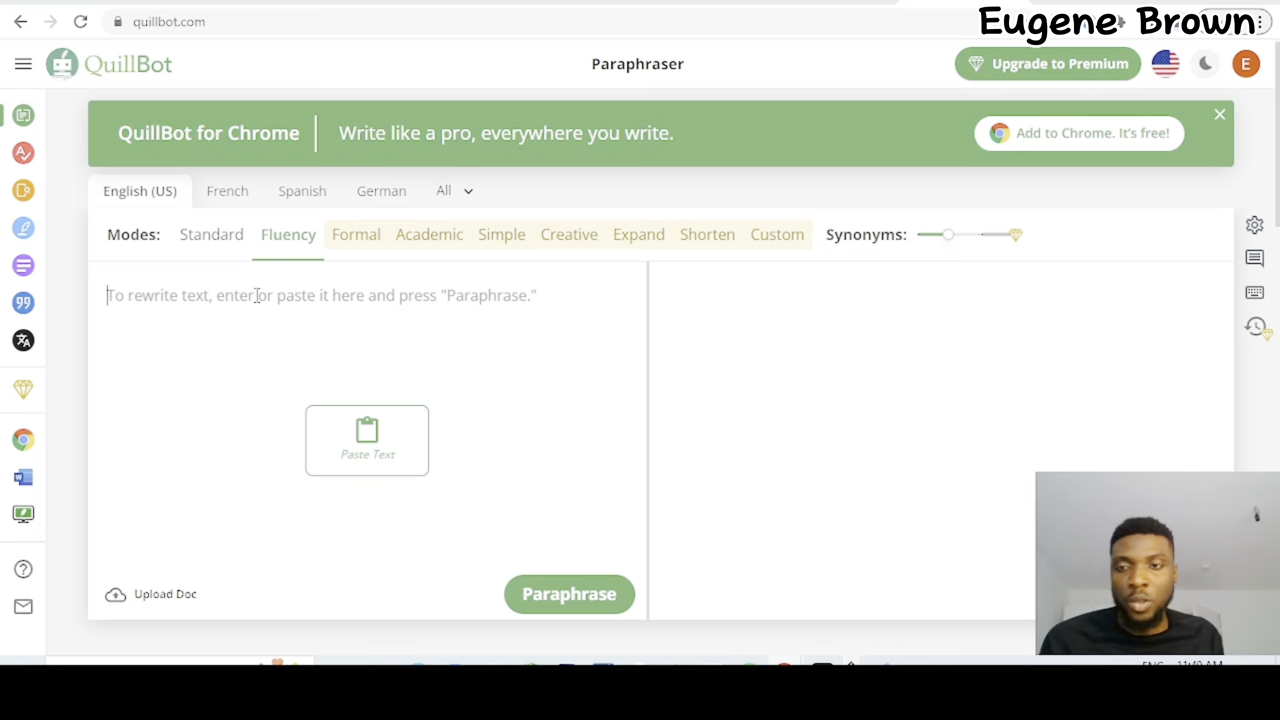 quillbot.com
Eugene Brown
QuillBot
Paraphraser
Upgrade to Premium
E
QuillBot for Chrome
Write like a pro, everywhere you write.
Add to Chrome. It's free!
English (US) French Spanish German All
Modes: Standard Fluency Formal Academic Simple Creative Expand Shorten Custom Synonyms:
To rewrite text, enter or paste it here and press "Paraphrase."
Paste Text
Upload Doc
Paraphrase